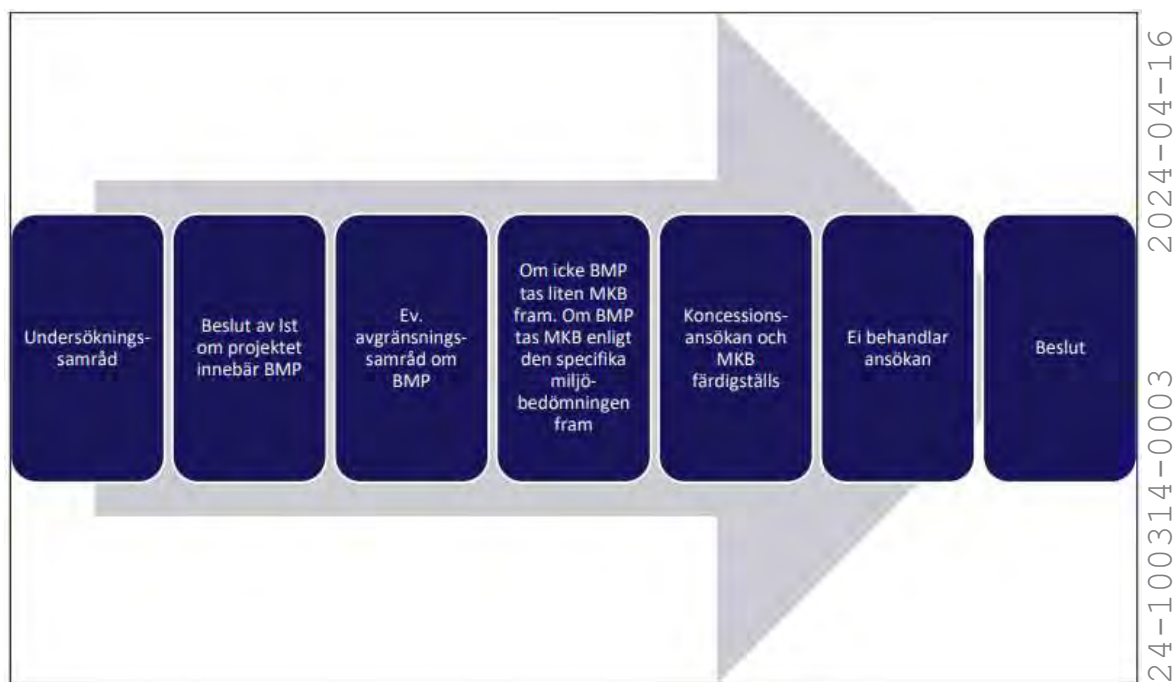 Undersöknings-
samråd
Beslut av lst
om projektet
innebär BMP
Ev.
avgränsnings-
samråd om
BMP
Om icke BMP
tas liten MKB
fram. Om BMP
tas MKB enligt
den specifika
miljö-
bedömningen
fram
Koncessions-
ansökan och
MKB
färdigställs
Ei behandlar
ansökan
Beslut
24-100314-0003
2024-04-16